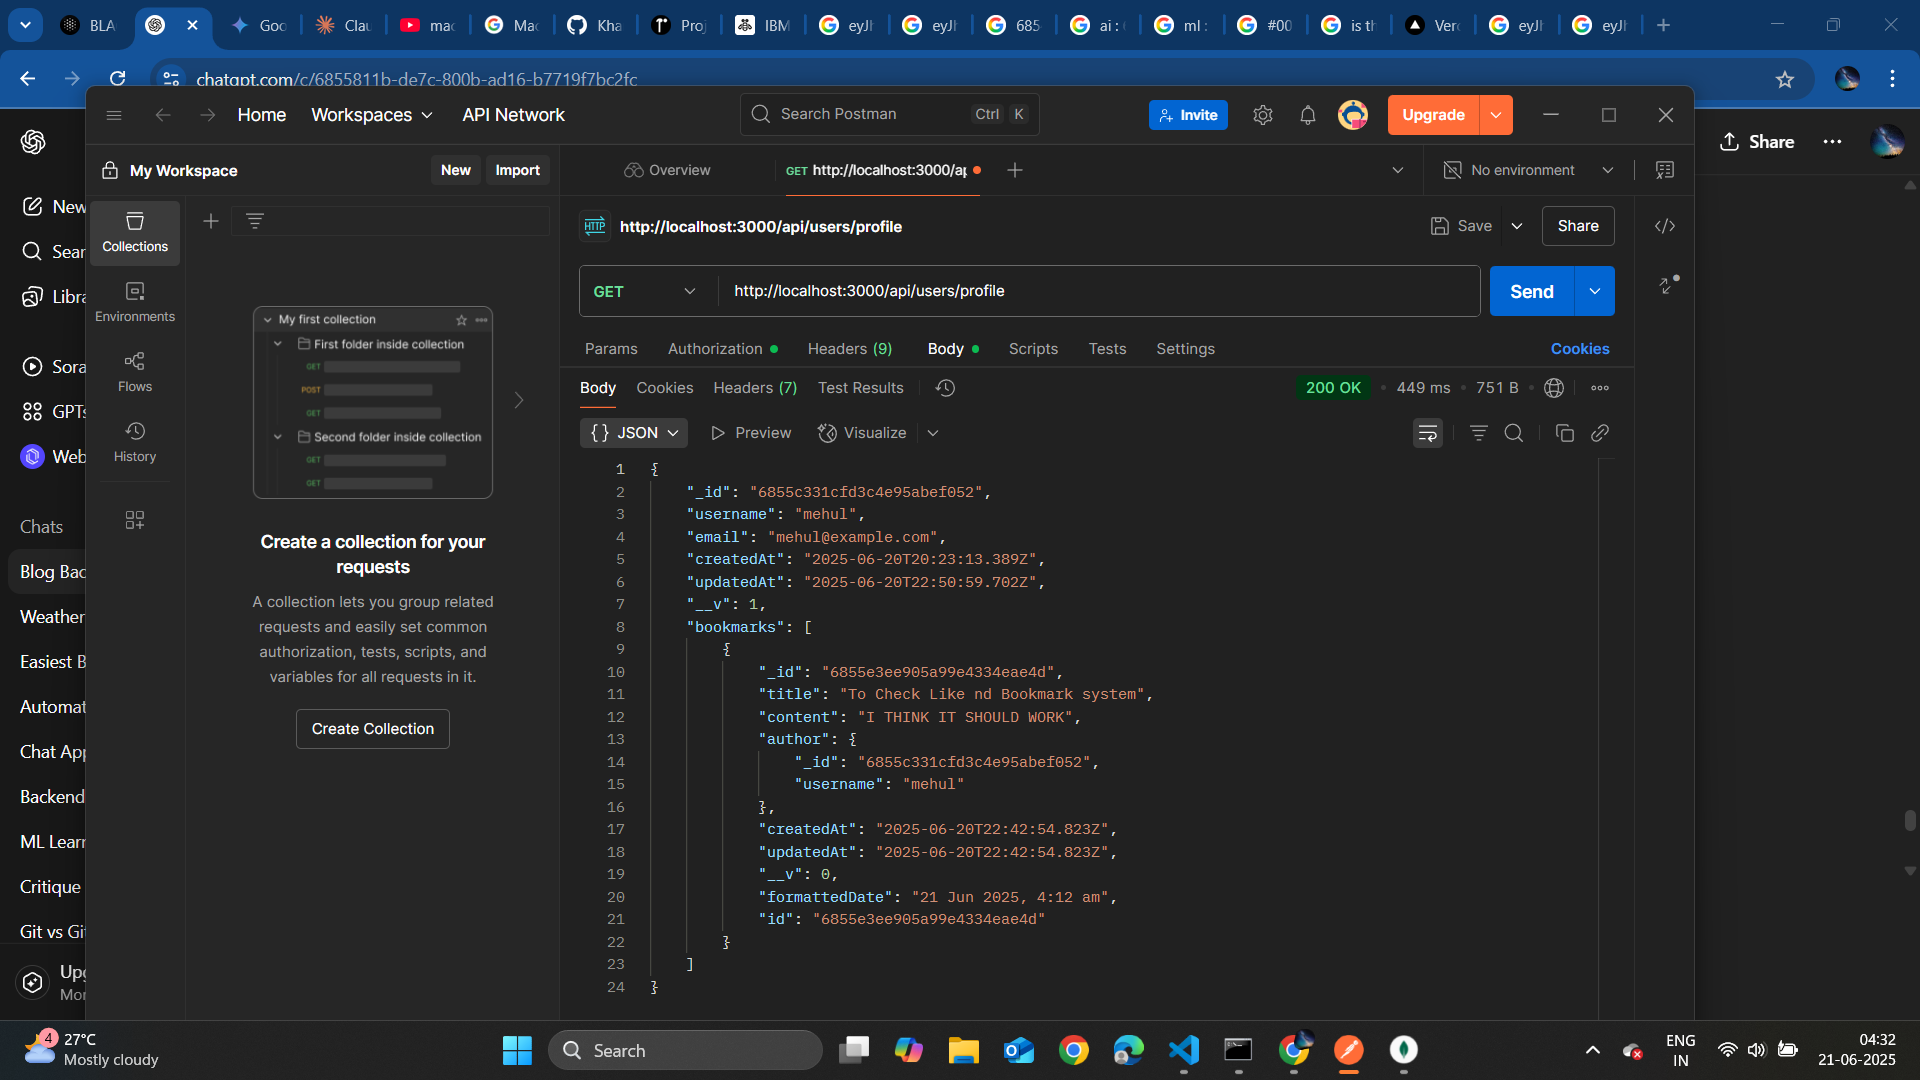 BLA
Goo
Clau
mac
Mac
Kha
Proj
IBM
eyJh
eyJh
685
ai : 
ml :
#00
is th
Verc
eyJh
eyJh
chatgpt.com/c/6855811b-de7c-800b-ad16-b7719f7bc2fc
Home
Workspaces
API Network
Search Postman
Ctrl
K
Invite
Upgrade
Share
My Workspace
New
Import
Overview
GET http://localhost:3000/ap
No environment
New
Sear
Libra
Sora
GPTs
Web
Chats
Blog Bac
Weather
Easiest B
Automat
Chat App
Backend
ML Learn
Critique
Git vs Git
Upg
Mor
Collections
Environments
Flows
History
My first collection
First folder inside collection
GET
POST
GET
Second folder inside collection
GET
GET
Create a collection for your
requests
A collection lets you group related
requests and easily set common
authorization, tests, scripts, and
variables for all requests in it.
Create Collection
HTTP
http://localhost:3000/api/users/profile
Save
Share
GET
http://localhost:3000/api/users/profile
Send
Params
Authorization
Headers (9)
Body
Scripts
Tests
Settings
Cookies
Body
Cookies
Headers (7)
Test Results
200 OK
449 ms
751 B
{} JSON
Preview
Visualize
1 {
2 "_id": "6855c331cfd3c4e95abef052",
3 "username": "mehul",
4 "email": "mehul@example.com",
5 "createdAt": "2025-06-20T20:23:13.389Z",
6 "updatedAt": "2025-06-20T22:50:59.702Z",
7 "__v": 1,
8 "bookmarks": [
9 {
10 "_id": "6855e3ee905a99e4334eae4d",
11 "title": "To Check Like nd Bookmark system",
12 "content": "I THINK IT SHOULD WORK",
13 "author": {
14 "_id": "6855c331cfd3c4e95abef052",
15 "username": "mehul"
16 },
17 "createdAt": "2025-06-20T22:42:54.823Z",
18 "updatedAt": "2025-06-20T22:42:54.823Z",
19 "__v": 0,
20 "formattedDate": "21 Jun 2025, 4:12 am",
21 "id": "6855e3ee905a99e4334eae4d"
22 }
23 ]
24 }
4
27°C
Mostly cloudy
Search
ENG
IN
04:32
21-06-2025